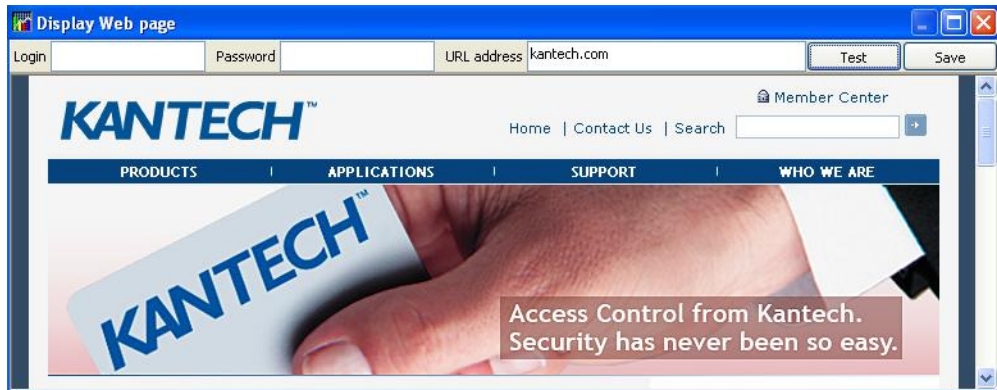 Display Web page
Login Password URL address kantech.com Test Save
KANTECH™
Member Center
Home | Contact Us | Search
PRODUCTS | APPLICATIONS | SUPPORT | WHO WE ARE
KANTECH™
Access Control from Kantech.
Security has never been so easy.